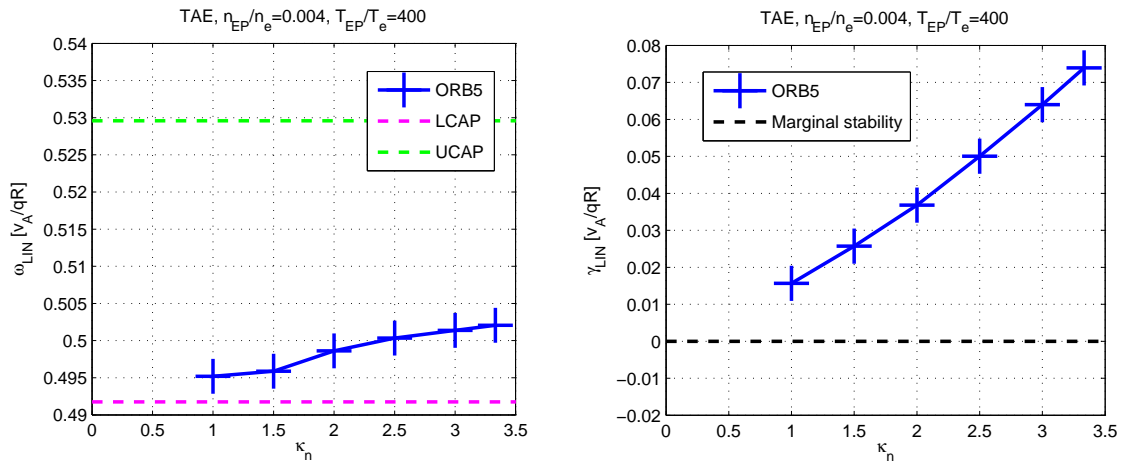 TAE, n_EP/n_e=0.004, T_EP/T_e=400
0.54
0.535
0.53
0.525
0.52
0.515
0.51
0.505
0.5
0.495
0.49
0 0.5 1 1.5 2 2.5 3 3.5
κ_n
ω_LIN [v_A/qR]
ORB5
LCAP
UCAP
TAE, n_EP/n_e=0.004, T_EP/T_e=400
0.08
0.07
0.06
0.05
0.04
0.03
0.02
0.01
0
−0.01
−0.02
0 0.5 1 1.5 2 2.5 3 3.5
κ_n
γ_LIN [v_A/qR]
ORB5
Marginal stability